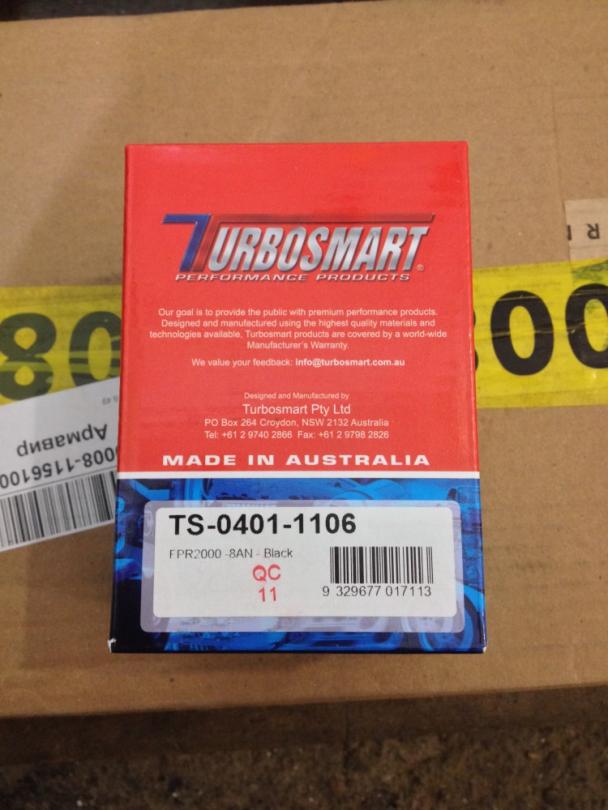 TURBOSMART®
PERFORMANCE PRODUCTS
Our goal is to provide the public with premium performance products.
Designed and manufactured using the highest quality materials and
technologies available, Turbosmart products are covered by a world-wide
Manufacturer's Warranty.
We value your feedback: info@turbosmart.com.au
Designed and Manufactured by
Turbosmart Pty Ltd
PO Box 264 Croydon, NSW 2132 Australia
Tel: +61 2 9740 2866 Fax: +61 2 9798 2826
MADE IN AUSTRALIA
TS-0401-1106
FPR2000 -8AN - Black
QC
11
9 329677 017113
Армавир